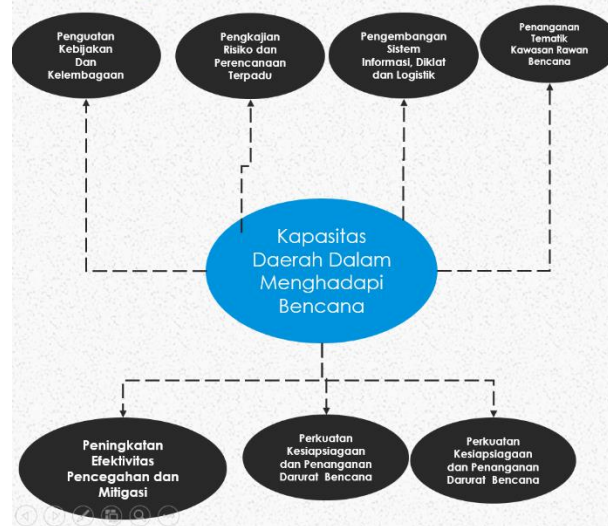 Penguatan
Kebijakan
Dan
Kelembagaan
Pengkajian
Risiko dan
Perencanaan
Terpadu
Pengembangan
Sistem
Informasi, Diklat
dan Logistik
Penanganan
Tematik
Kawasan Rawan
Bencana
Kapasitas
Daerah Dalam
Menghadapi
Bencana
Peningkatan
Efektivitas
Pencegahan dan
Mitigasi
Perkuatan
Kesiapsiagaan
dan Penanganan
Darurat Bencana
Perkuatan
Kesiapsiagaan
dan Penanganan
Darurat Bencana